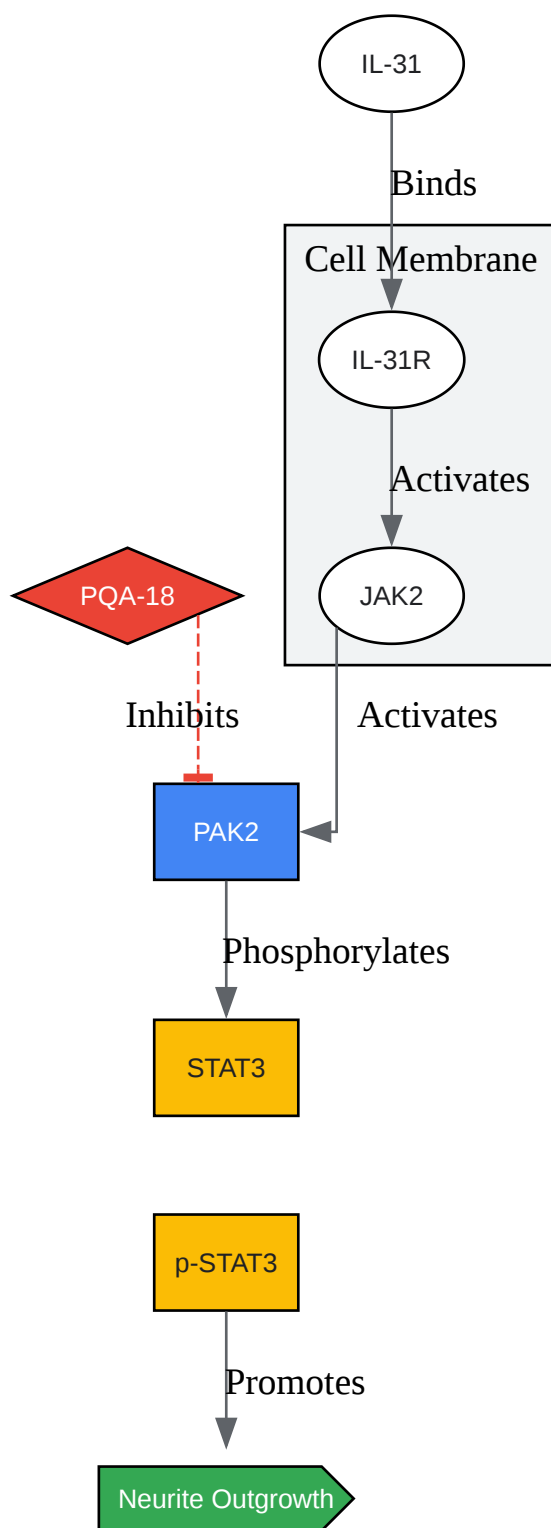 IL-31
Binds
Cell Membrane
IL-31R
Activates
PQA-18
JAK2
Inhibits
Activates
PAK2
Phosphorylates
STAT3
p-STAT3
Promotes
Neurite Outgrowth